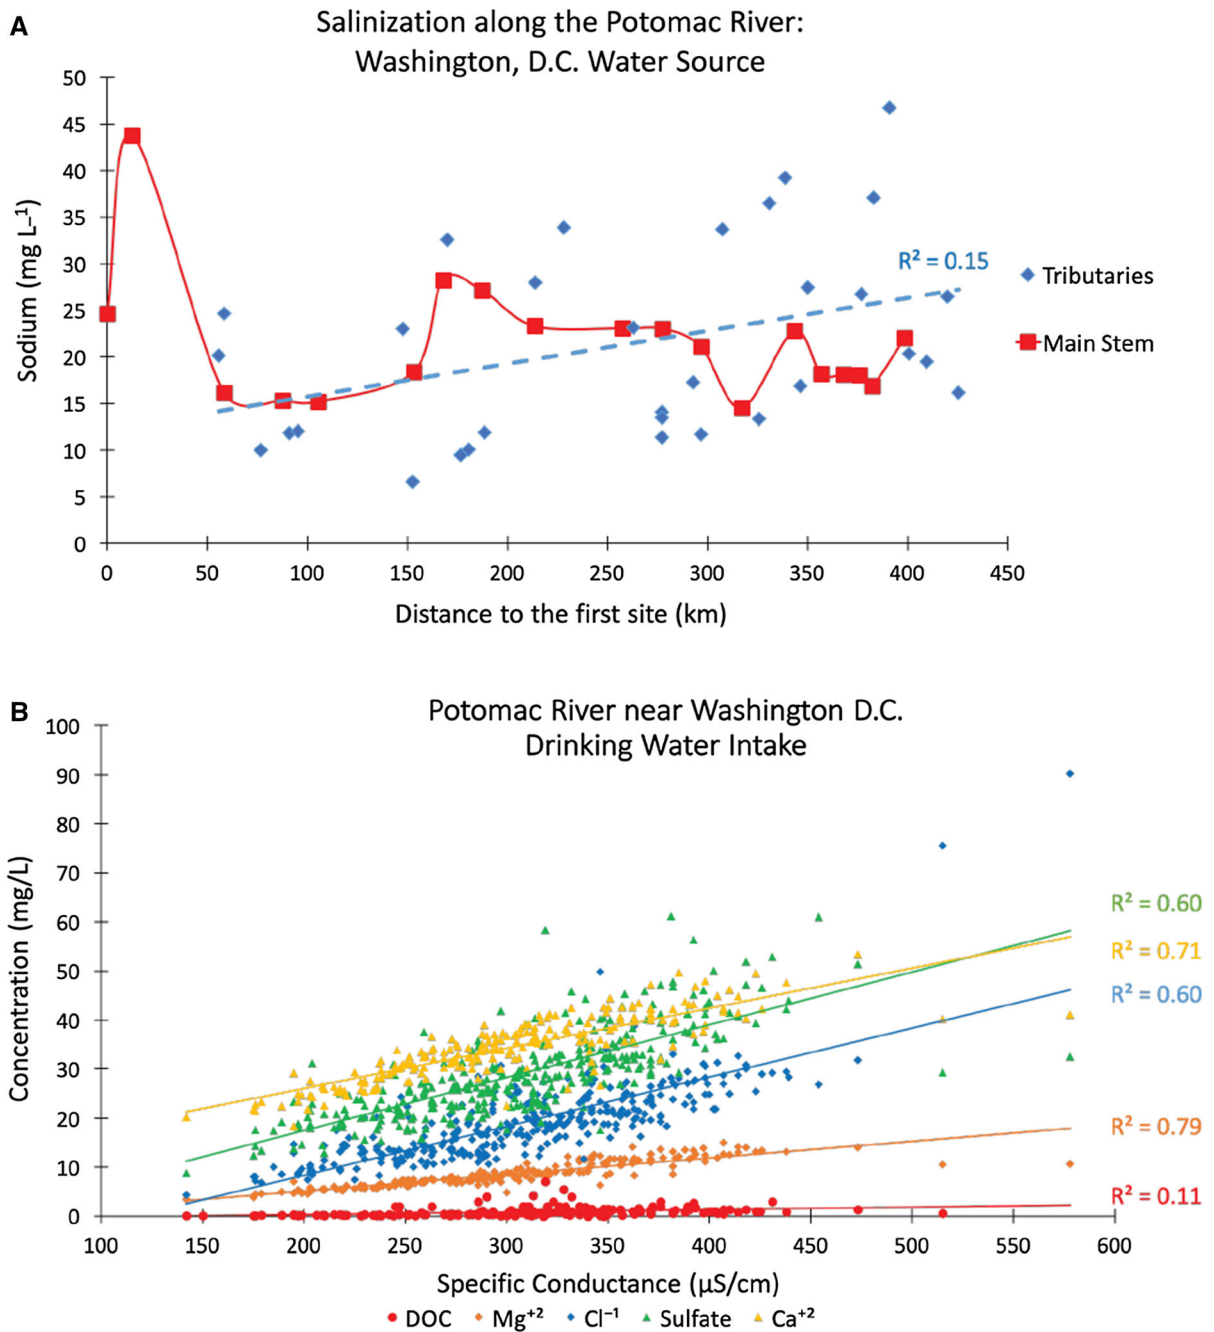 A
Salinization along the Potomac River:
Washington, D.C. Water Source
50
45
40
35
30
25
20
15
10
5
0
Sodium (mg L⁻¹)
R² = 0.15
Tributaries
Main Stem
0 50 100 150 200 250 300 350 400 450
Distance to the first site (km)
B
Potomac River near Washington D.C.
Drinking Water Intake
100
90
80
70
60
50
40
30
20
10
0
Concentration (mg/L)
R² = 0.60
R² = 0.71
R² = 0.60
R² = 0.79
R² = 0.11
100 150 200 250 300 350 400 450 500 550 600
Specific Conductance (µS/cm)
DOC Mg⁺² Cl⁻¹ Sulfate Ca⁺²